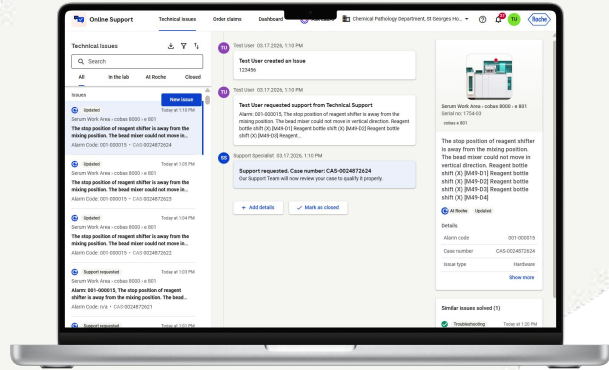 Online Support
Technical issues
Order claims
Dashboard
Chemical Pathology Department, St Georges Ho...
TU
Roche
Technical issues
Search
All
In the lab
At Roche
Closed
Issues
New issue
Updated
Today at 1:10 PM
Serum Work Area - cobas 8000 - e 801
The stop position of reagent shifter is away from the
mixing position. The bead mixer could not move in...
Alarm Code: 001-000015 • CAS-0024872624
Updated
Today at 1:05 PM
Serum Work Area - cobas 8000 - e 801
The stop position of reagent shifter is away from the
mixing position. The bead mixer could not move in...
Alarm Code: 001-000015 • CAS-0024872623
Updated
Today at 1:04 PM
Serum Work Area - cobas 8000 - e 801
The stop position of reagent shifter is away from the
mixing position. The bead mixer could not move in...
Alarm Code: 001-000015 • CAS-0024872622
Support requested
Today at 1:01 PM
Serum Work Area - cobas 8000 - e 801
Alarm: 001-000015, The stop position of reagent
shifter is away from the mixing position. The bead...
Alarm Code: n/a • CAS-0024872621
Support requested
Today at 1:01 PM
TU
Test User 03.17.2026, 1:10 PM
Test User created an Issue
123456
TU
Test User 03.17.2026, 1:10 PM
Test User requested support from Technical Support
Alarm: 001-000015, The stop position of reagent shifter is away from the
mixing position. The bead mixer could not move in vertical direction. Reagent
bottle shift (X) [M49-D1] Reagent bottle shift (X) [M49-D2] Reagent bottle
shift (X) [M49-D3] Reagent...
SS
Support Specialist 03.17.2026, 1:10 PM
Support requested. Case number: CAS-0024872624
Our Support Team will now review your case to qualify it properly.
+ Add details
Mark as closed
Serum Work Area - cobas 8000 - e 801
Serial no: 1754-03
cobas e 801
The stop position of reagent shifter
is away from the mixing position.
The bead mixer could not move in
vertical direction. Reagent bottle
shift (X) [M49-D1] Reagent bottle
shift (X) [M49-D2] Reagent bottle
shift (X) [M49-D3] Reagent bottle
shift (X) [M49-D4]
At Roche
Updated
Details
Alarm code
001-000015
Case number
CAS-0024872624
Issue type
Hardware
Show more
Similar issues solved (1)
Troubleshooting
Today at 1:20 PM